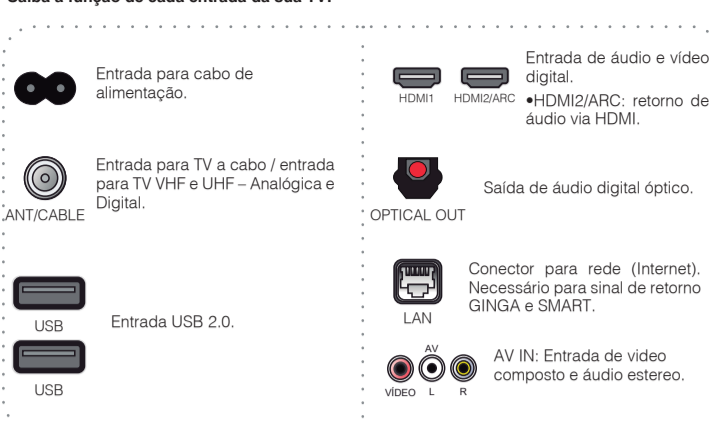 Saiba a função de cada entrada da sua TV:
Entrada para cabo de
alimentação.
Entrada para TV a cabo / entrada
para TV VHF e UHF – Analógica e
Digital.
ANT/CABLE
USB
Entrada USB 2.0.
USB
Entrada de áudio e vídeo
digital.
HDMI1 HDMI2/ARC
•HDMI2/ARC: retorno de
áudio via HDMI.
Saída de áudio digital óptico.
OPTICAL OUT
Conector para rede (Internet).
Necessário para sinal de retorno
GINGA e SMART.
LAN
AV
VÍDEO L R
AV IN: Entrada de video
composto e áudio estereo.